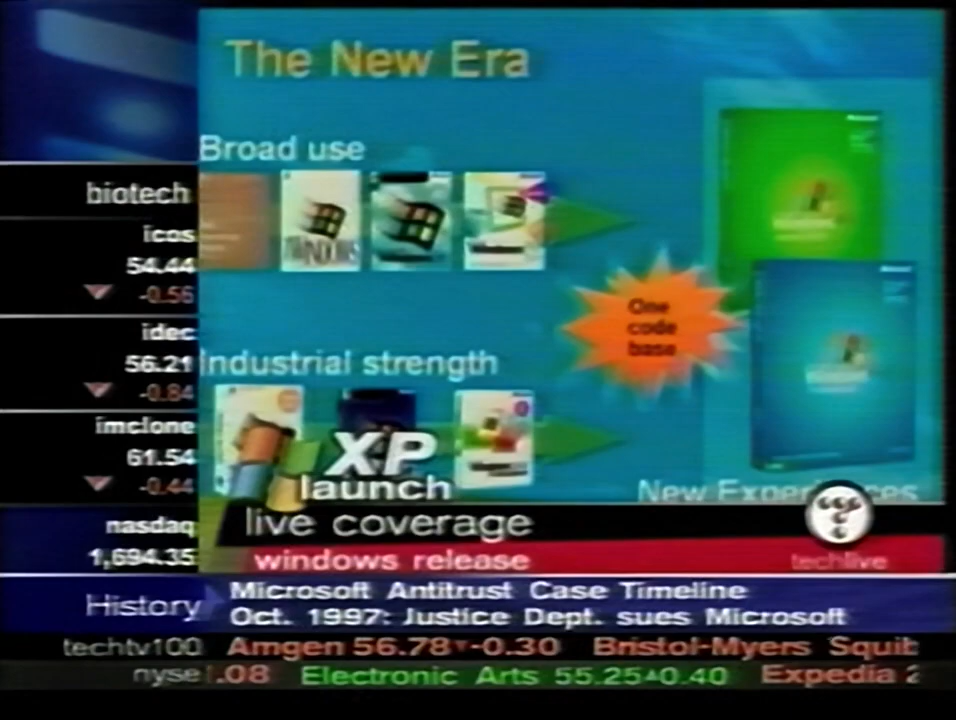 The New Era
Broad use
biotech
icos
54.44
-0.56
WINDOWS
idec
56.21
-0.84
One
code
base
Industrial strength
imclone
61.54
-0.44
XP
launch
New Experiences
nasdaq
1,694.35
live coverage
windows release
techlive
History
Microsoft Antitrust Case Timeline
Oct. 1997: Justice Dept. sues Microsoft
techtv100
Amgen 56.78 -0.30 Bristol-Myers Squib
nyse
.08 Electronic Arts 55.25 0.40 Expedia 2